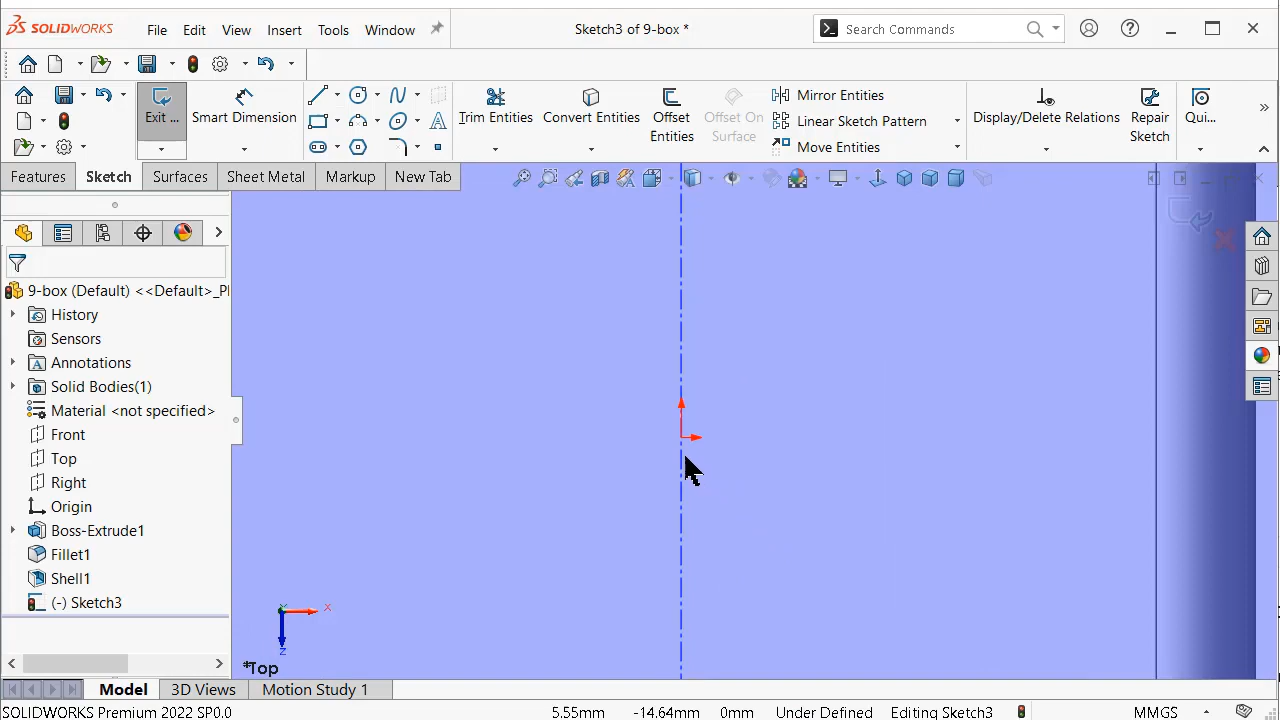 SOLIDWORKS File Edit View Insert Tools Window Sketch3 of 9-box * Search Commands
Exit ... Smart Dimension Trim Entities Convert Entities Offset Entities Offset On Surface Mirror Entities Linear Sketch Pattern Move Entities Display/Delete Relations Repair Sketch Qui...
Features Sketch Surfaces Sheet Metal Markup New Tab
9-box (Default) <<Default>_P
History
Sensors
Annotations
Solid Bodies(1)
Material <not specified>
Front
Top
Right
Origin
Boss-Extrude1
Fillet1
Shell1
(-) Sketch3
X
Z
*Top
Model 3D Views Motion Study 1
SOLIDWORKS Premium 2022 SP0.0 5.55mm -14.64mm 0mm Under Defined Editing Sketch3 MMGS